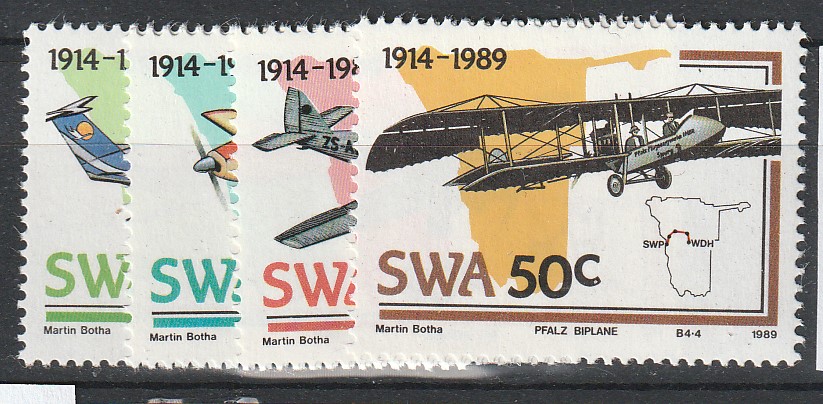 1914-1
SW
Martin Botha
1914-19
SW
Martin Botha
1914-198
ZS-
SWA
Martin Botha
1914-1989
SWP WDH
SWA 50c.
Martin Botha PFALZ BIPLANE B4·4 1989